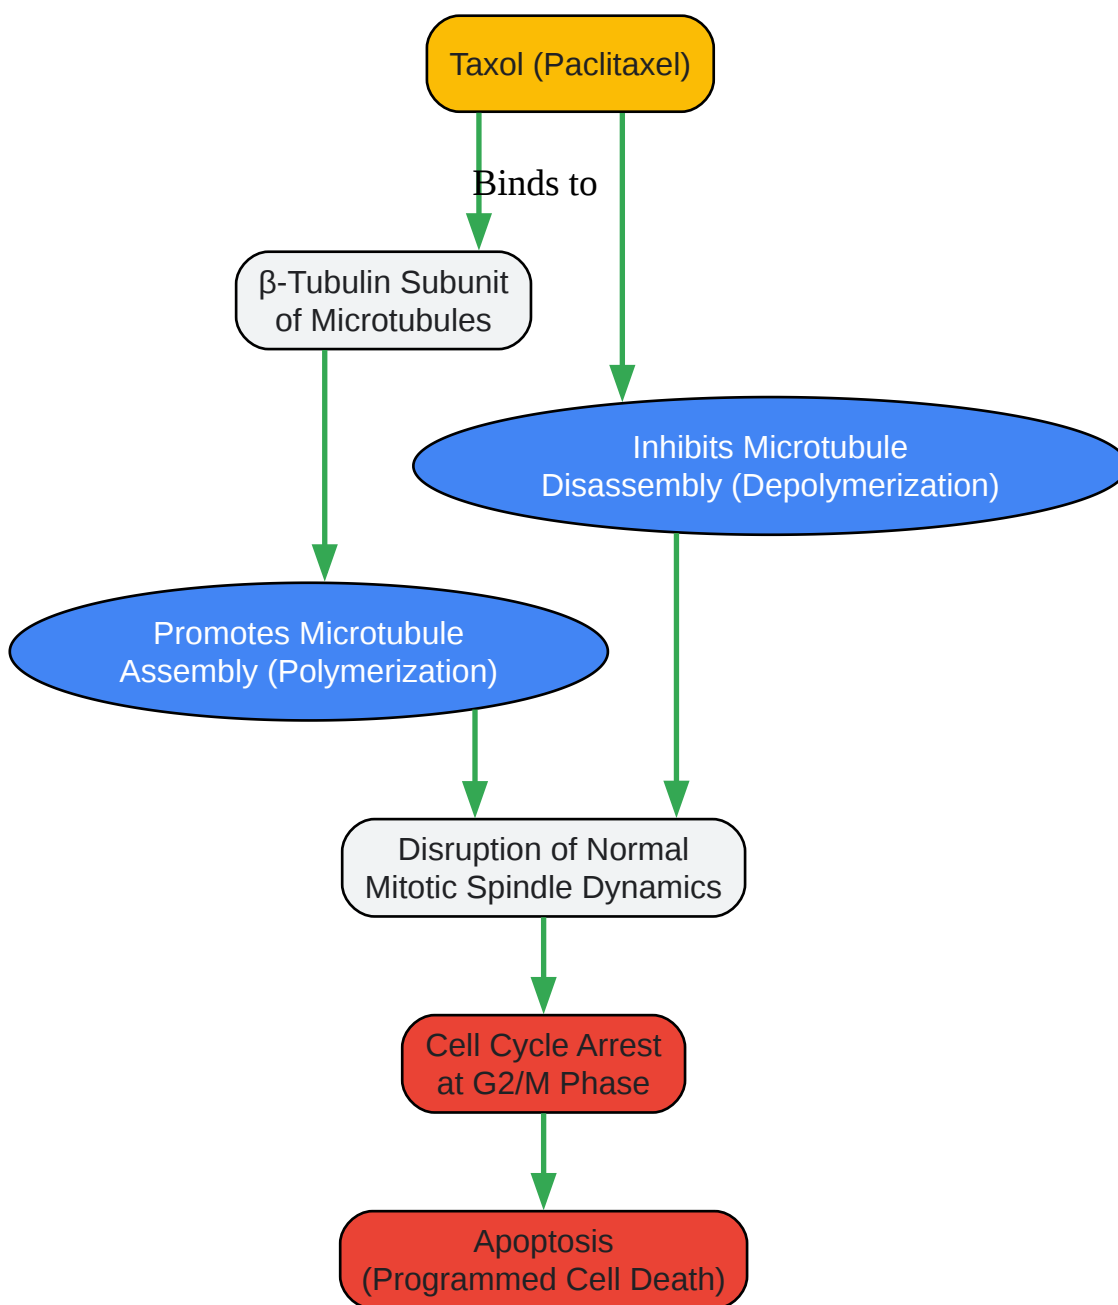 Taxol (Paclitaxel)
Binds to
β-Tubulin Subunit
of Microtubules
Inhibits Microtubule
Disassembly (Depolymerization)
Promotes Microtubule
Assembly (Polymerization)
Disruption of Normal
Mitotic Spindle Dynamics
Cell Cycle Arrest
at G2/M Phase
Apoptosis
(Programmed Cell Death)